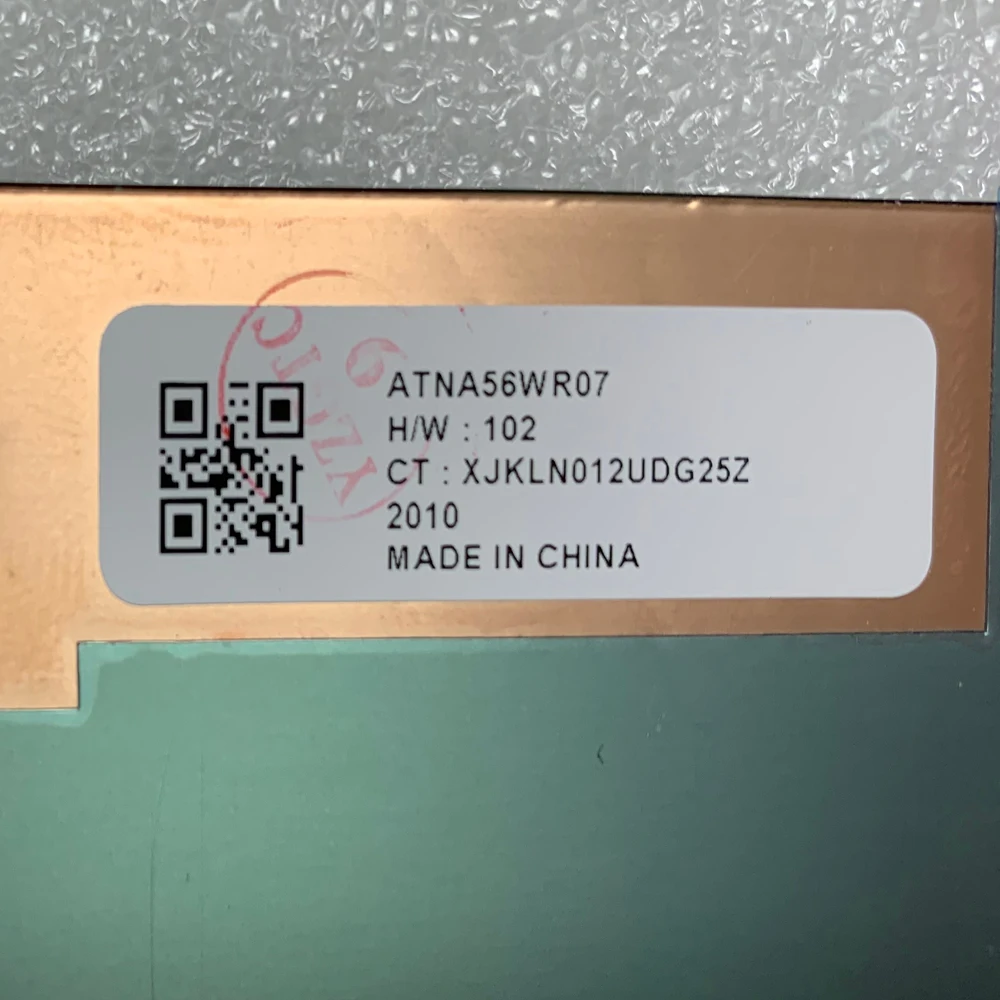 ATNA56WR07
H/W : 102
CT : XJKLN012UDG25Z
2010
MADE IN CHINA